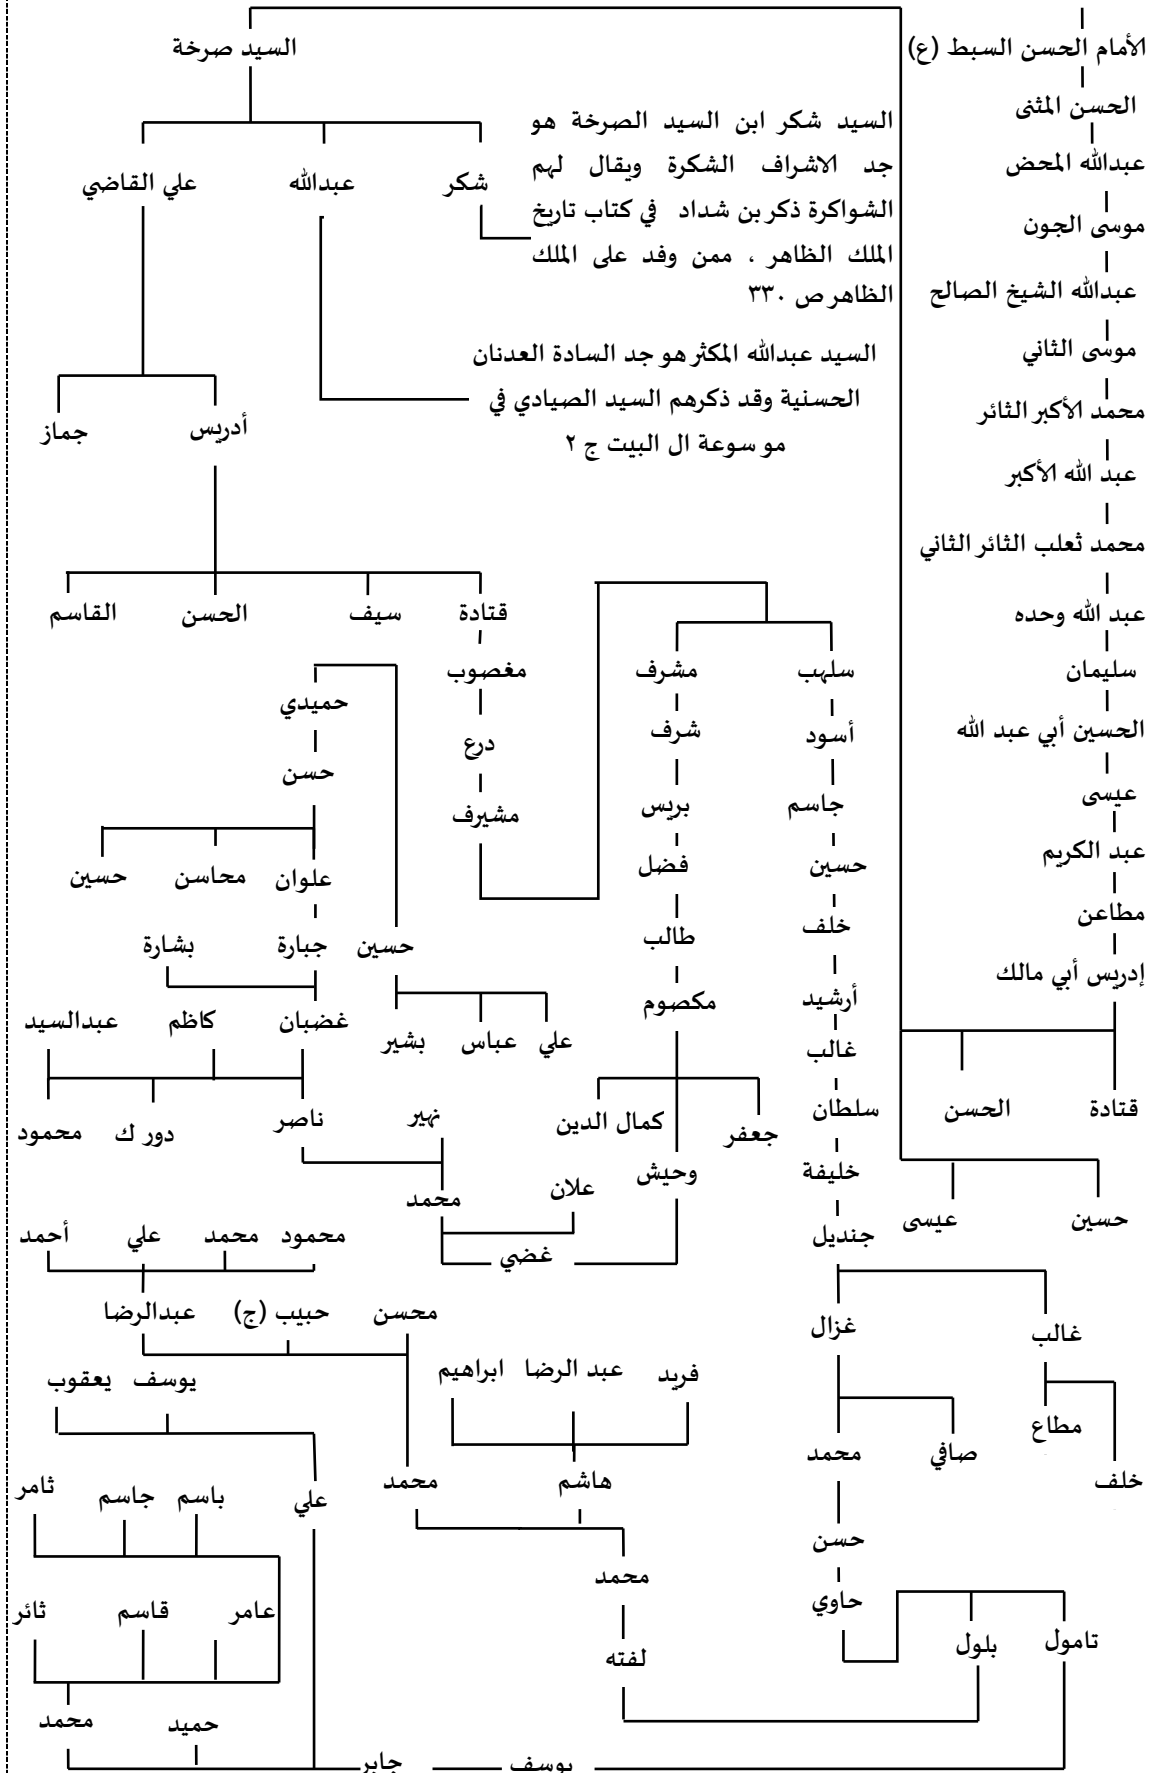 الأمام الحسن السبط (ع)
الحسن المثنى
عبدالله المحض
موسى الجون
عبدالله الشيخ الصالح
موسى الثاني
محمد الأكبر الثائر
عبد الله الأكبر
محمد ثعلب الثائر الثاني
عبد الله وحده
سليمان
الحسين أبي عبد الله
عيسى
عبد الكريم
مطاعن
إدريس أبي مالك
قتادة
الحسن
حسين
عيسى
السيد صرخة
شكر
عبدالله
علي القاضي
السيد شكر ابن السيد الصرخة هو
جد الاشراف الشكرة ويقال لهم
الشواكرة ذكر بن شداد في كتاب تاريخ
الملك الظاهر ، ممن وفد على الملك
الظاهر ص ٣٣٠
السيد عبدالله المكثر هو جد السادة العدنان
الحسنية وقد ذكرهم السيد الصيادي في
مو سوعة ال البيت ج ٢
أدريس
جماز
قتادة
سيف
الحسن
القاسم
مغصوب
درع
مشيرف
سلهب
مشرف
أسود
شرف
جاسم
بريس
حسين
فضل
خلف
طالب
أرشيد
مكصوم
غالب
سلطان
خليفة
جنديل
جعفر
كمال الدين
وحيش
غضي
علان
محمد
نهير
ناصر
حميدي
حسن
علوان
محاسن
حسين
حسين
جبارة
بشارة
علي
عباس
بشير
غضبان
كاظم
عبدالسيد
دور ك
محمود
محمود
محمد
علي
أحمد
محسن
حبيب (ج)
عبدالرضا
غالب
غزال
مطاع
خلف
صافي
محمد
حسن
حاوي
تامول
بلول
فريد
عبد الرضا
ابراهيم
هاشم
محمد
محمد
لفته
يوسف
يعقوب
علي
باسم
جاسم
ثامر
عامر
قاسم
ثائر
محمد
حميد
جابر
يوسف